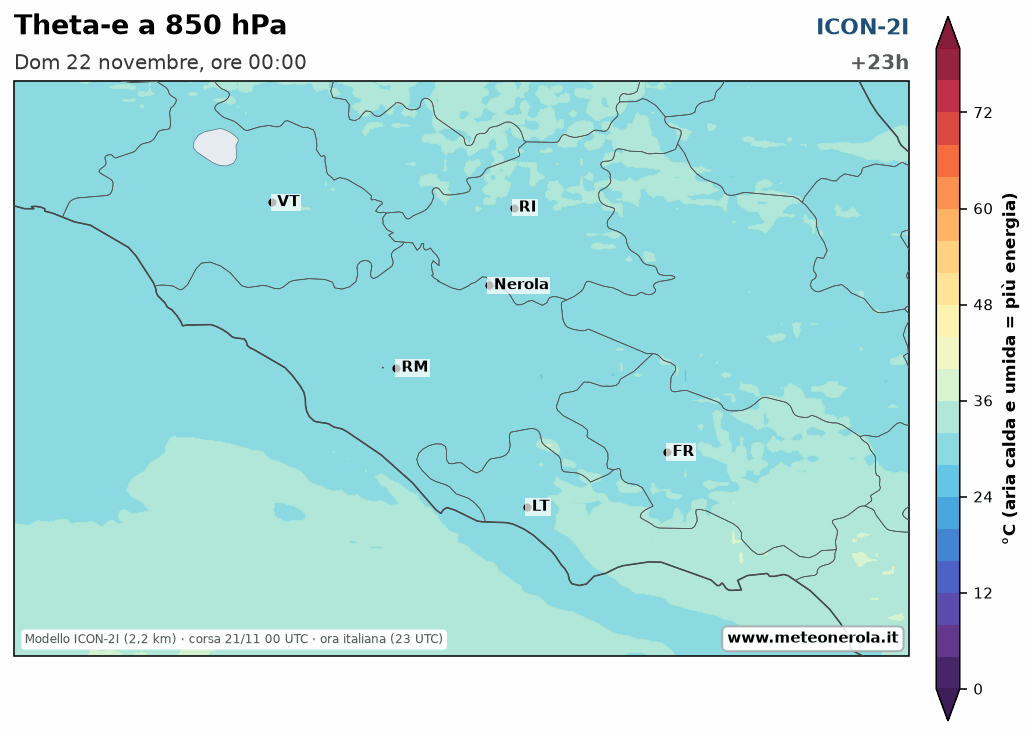 Theta-e a 850 hPa
ICON-2I
Dom 22 novembre, ore 00:00
+23h
VT
RI
Nerola
RM
FR
LT
Modello ICON-2I (2,2 km) · corsa 21/11 00 UTC · ora italiana (23 UTC)
www.meteonerola.it
72
60
48
36
24
12
0
°C (aria calda e umida = più energia)